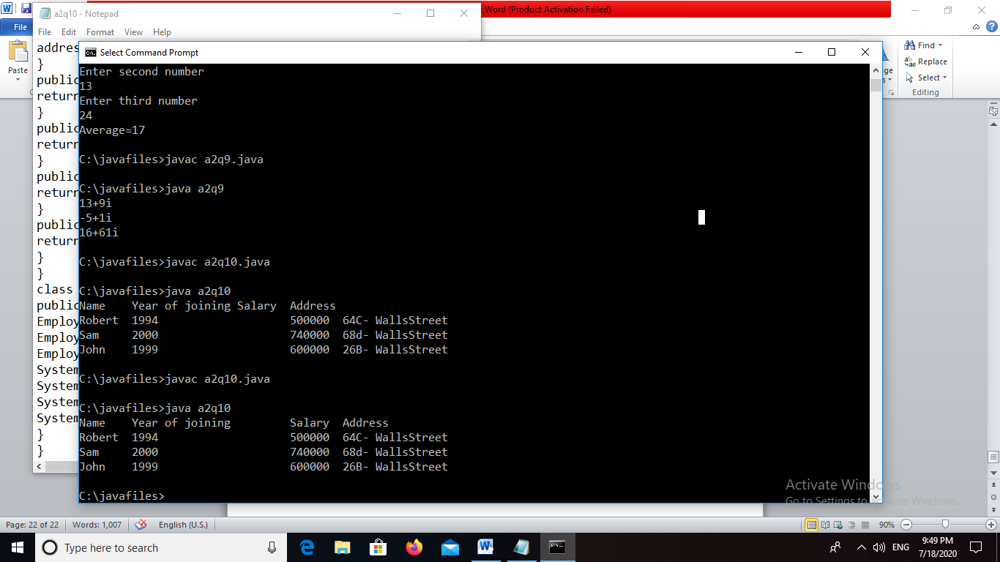 a2q10 - Notepad
Word (Product Activation Failed)
File
File Edit Format View Help
Paste
Find
Replace
Select
Editing
}
public
return
}
public
return
}
public
return
}
public
return
}
}
class
public
System
System
System
System
}
}
Select Command Prompt
Enter second number
13
Enter third number
24
Average=17
C:\javafiles>javac a2q9.java
C:\javafiles>java a2q9
13+9i
-5+1i
16+61i
C:\javafiles>javac a2q10.java
C:\javafiles>java a2q10
Name    Year of joining Salary  Address
Robert  1994                    500000  64C- WallsStreet
Sam     2000                    740000  68d- WallsStreet
John    1999                    600000  26B- WallsStreet
C:\javafiles>javac a2q10.java
C:\javafiles>java a2q10
Name    Year of joining         Salary  Address
Robert  1994                    500000  64C- WallsStreet
Sam     2000                    740000  68d- WallsStreet
John    1999                    600000  26B- WallsStreet
C:\javafiles>
Activate Windows
Go to Settings to activate Windows.
Page: 22 of 22 Words: 1,007 English (U.S.) 90%
Type here to search
ENG
9:49 PM
7/18/2020